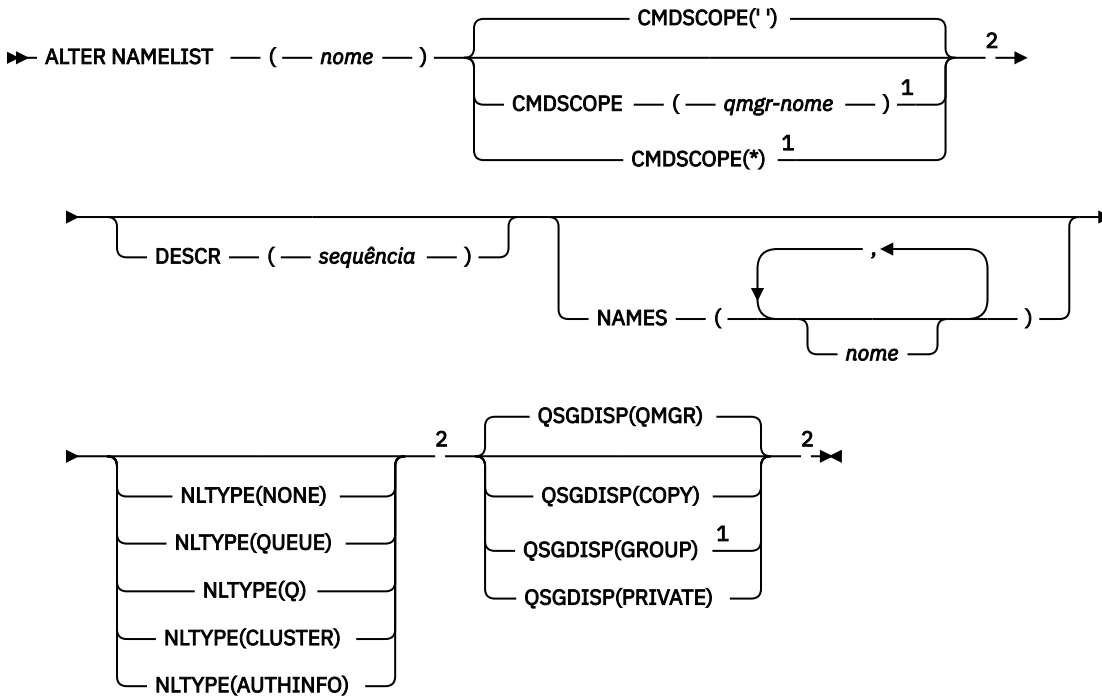 CMDSCOPE(' ')
ALTER NAMELIST ( nome ) 2
CMDSCOPE ( qmgr-nome ) 1
CMDSCOPE(*) 1
DESCR ( sequência )
,
NAMES ( )
nome
QSGDISP(QMGR)
2 2
NLTYPE(NONE) QSGDISP(COPY)
NLTYPE(QUEUE) QSGDISP(GROUP) 1
NLTYPE(Q) QSGDISP(PRIVATE)
NLTYPE(CLUSTER)
NLTYPE(AUTHINFO)